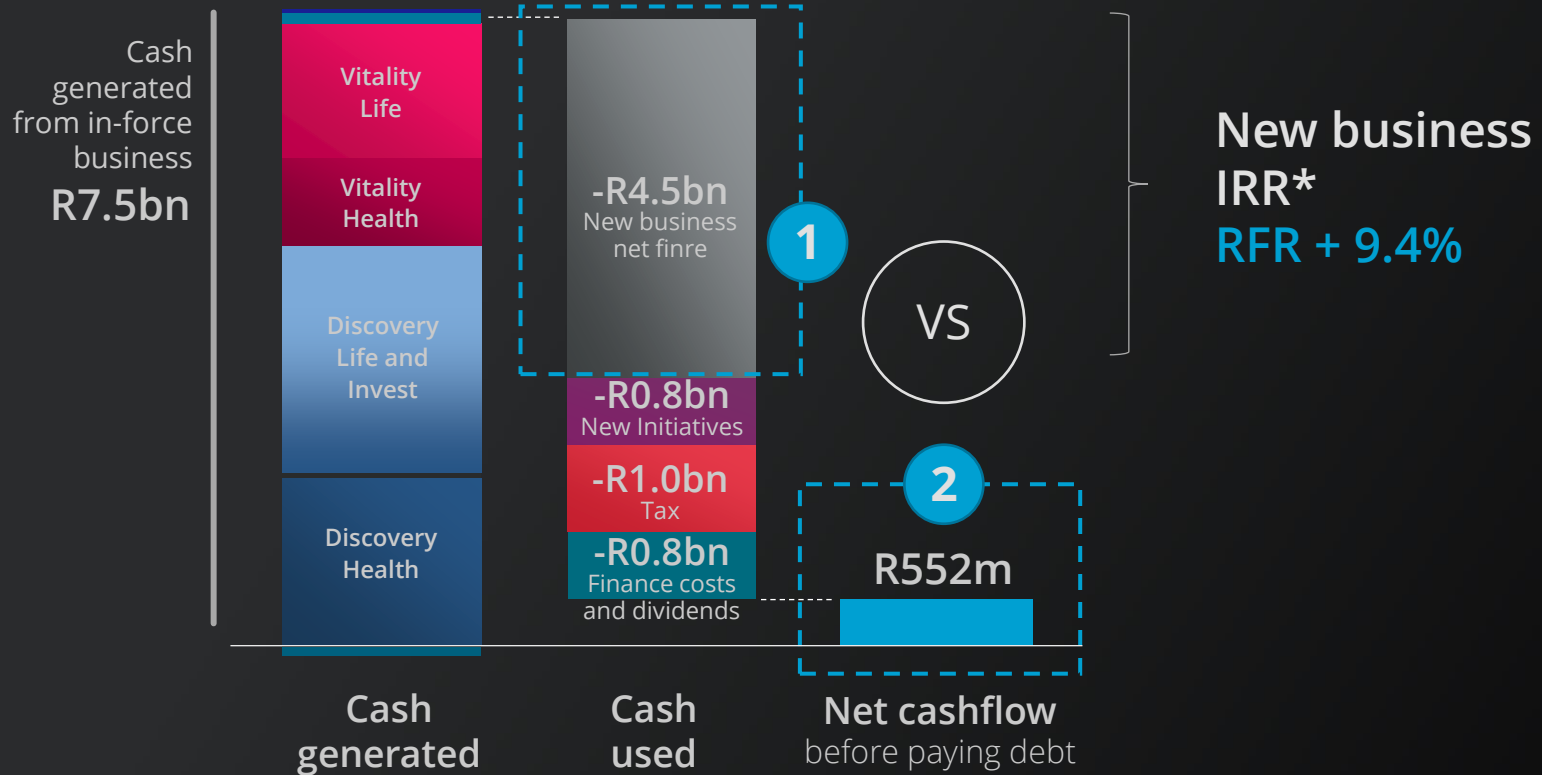 Cash
generated
from in-force
business
R7.5bn
Vitality
Life
Vitality
Health
Discovery
Life and
Invest
Discovery
Health
-R4.5bn
New business
net finre
-R0.8bn
New Initiatives
-R1.0bn
Tax
-R0.8bn
Finance costs
and dividends
1
VS
2
R552m
New business
IRR*
RFR + 9.4%
Cash
generated
Cash
used
Net cashflow
before paying debt